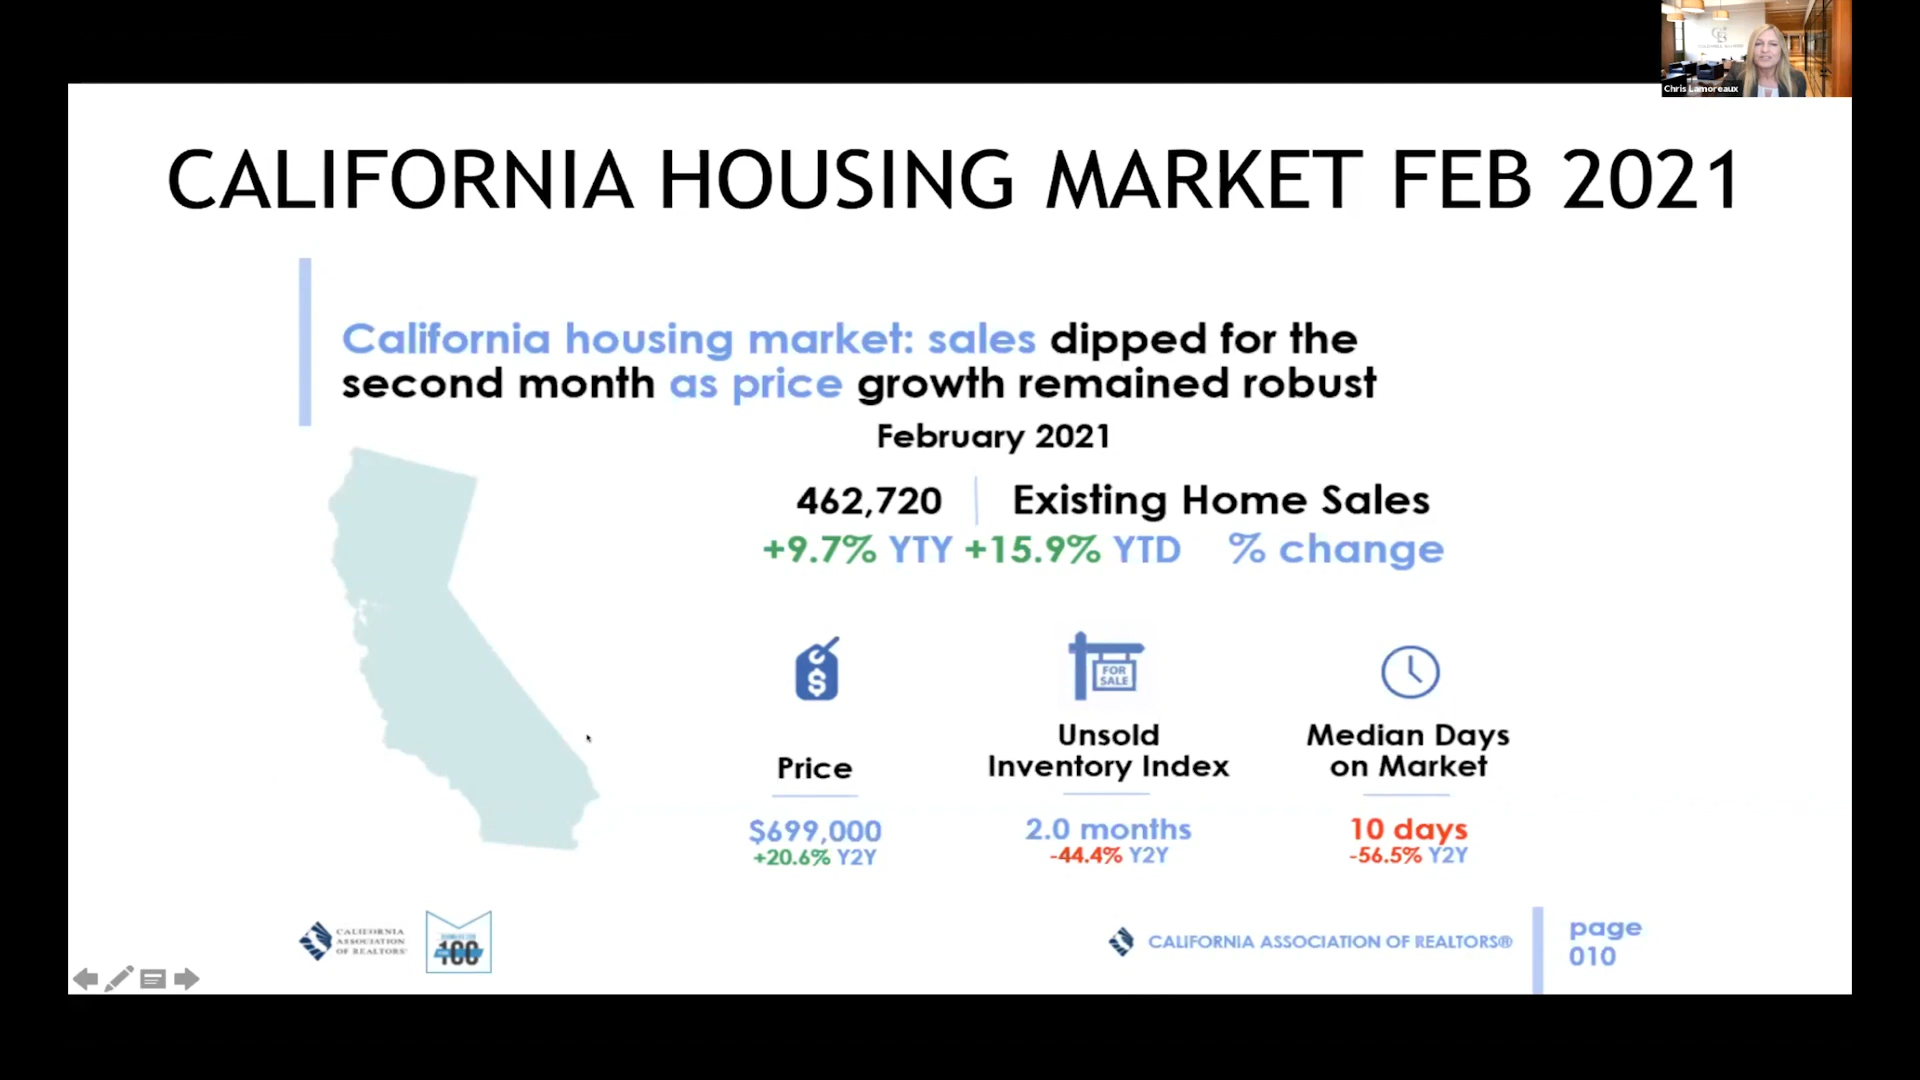 Chris Lamoreaux
CALIFORNIA HOUSING MARKET FEB 2021
California housing market: sales dipped for the
second month as price growth remained robust
February 2021
462,720 Existing Home Sales
+9.7% YTY +15.9% YTD % change
FOR
SALE
Price
Unsold
Inventory Index
Median Days
on Market
$699,000
+20.6% Y2Y
2.0 months
-44.4% Y2Y
10 days
-56.5% Y2Y
CALIFORNIA
ASSOCIATION
OF REALTORS®
100
CALIFORNIA ASSOCIATION OF REALTORS®
page
010